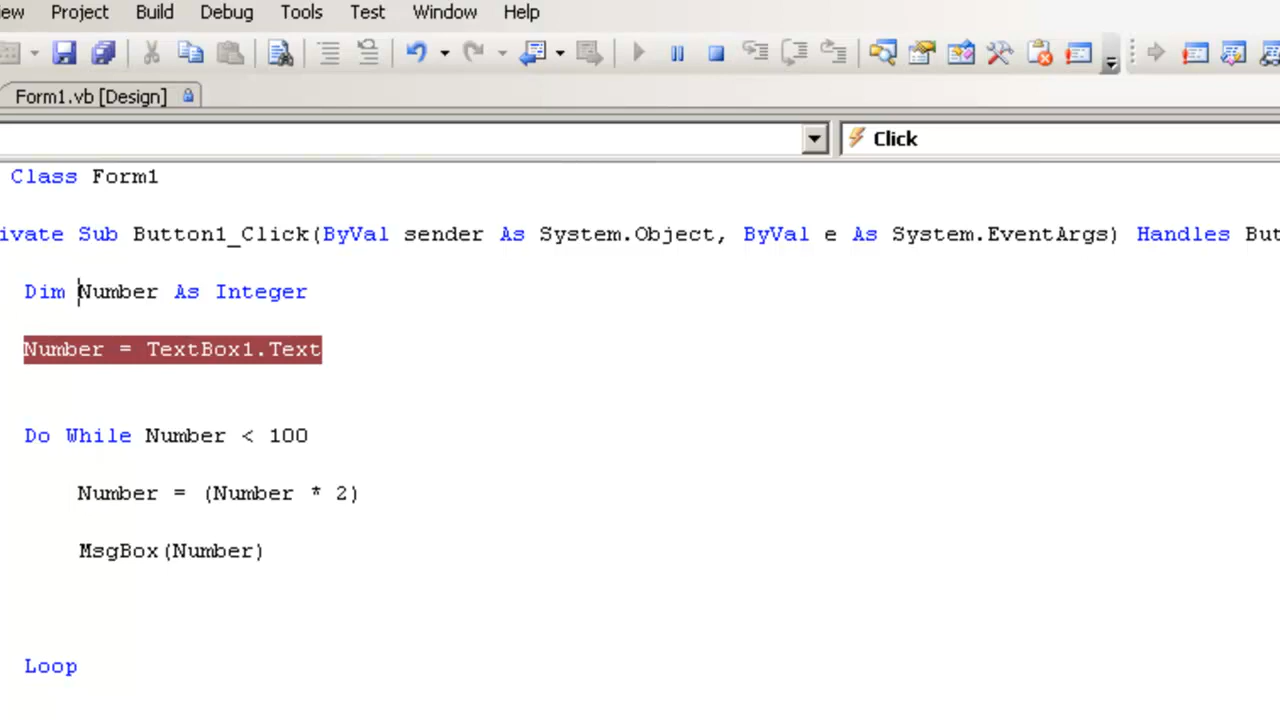 ew Project Build Debug Tools Test Window Help
Form1.vb [Design]
Click
Class Form1
ivate Sub Button1_Click(ByVal sender As System.Object, ByVal e As System.EventArgs) Handles But
Dim Number As Integer
Number = TextBox1.Text
Do While Number < 100
Number = (Number * 2)
MsgBox(Number)
Loop